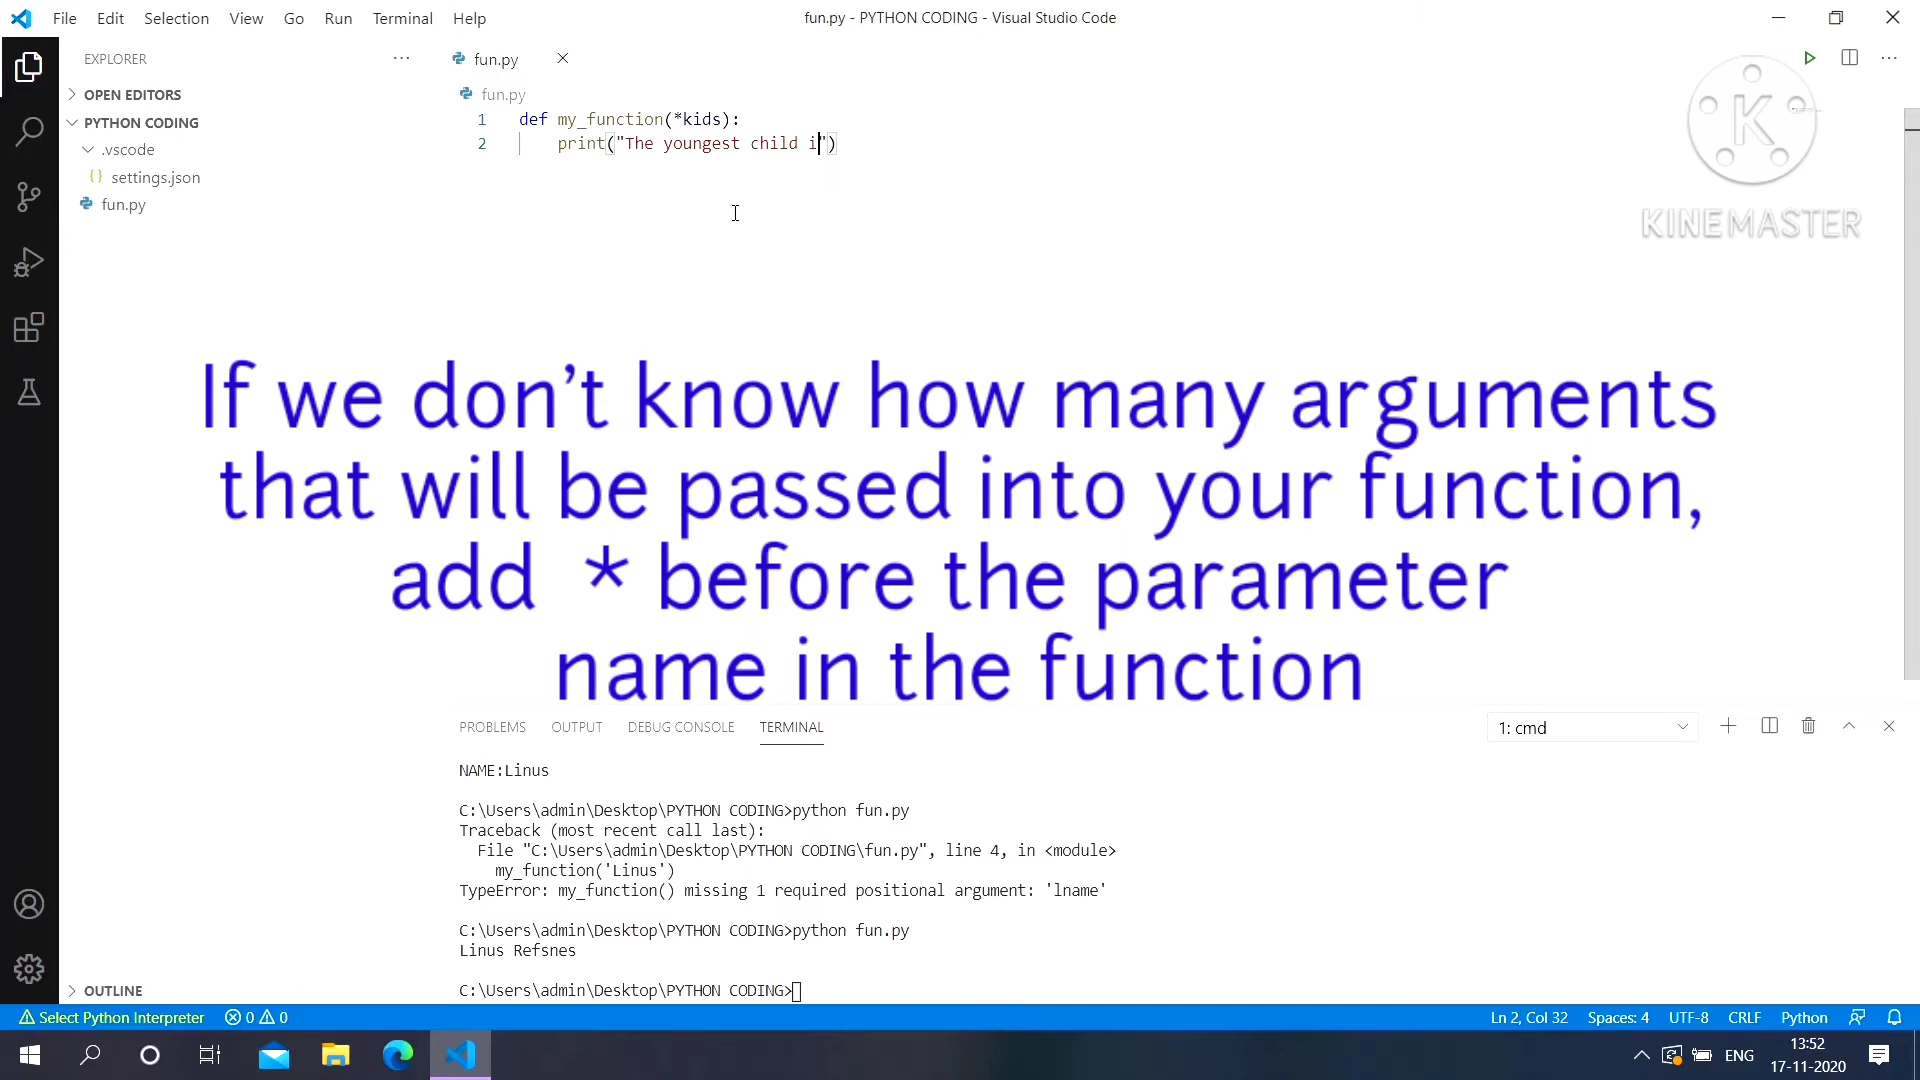 File Edit Selection View Go Run Terminal Help
fun.py - PYTHON CODING - Visual Studio Code
EXPLORER
OPEN EDITORS
PYTHON CODING
.vscode
{} settings.json
fun.py
fun.py
fun.py
1 def my_function(*kids):
2 print("The youngest child i")
K
KINEMASTER
If we don’t know how many arguments
that will be passed into your function,
add * before the parameter
name in the function
PROBLEMS OUTPUT DEBUG CONSOLE TERMINAL
1: cmd
NAME:Linus
C:\Users\admin\Desktop\PYTHON CODING>python fun.py
Traceback (most recent call last):
File "C:\Users\admin\Desktop\PYTHON CODING\fun.py", line 4, in <module>
my_function('Linus')
TypeError: my_function() missing 1 required positional argument: 'lname'
C:\Users\admin\Desktop\PYTHON CODING>python fun.py
Linus Refsnes
C:\Users\admin\Desktop\PYTHON CODING>
OUTLINE
Select Python Interpreter 0 0
Ln 2, Col 32 Spaces: 4 UTF-8 CRLF Python
ENG
13:52
17-11-2020